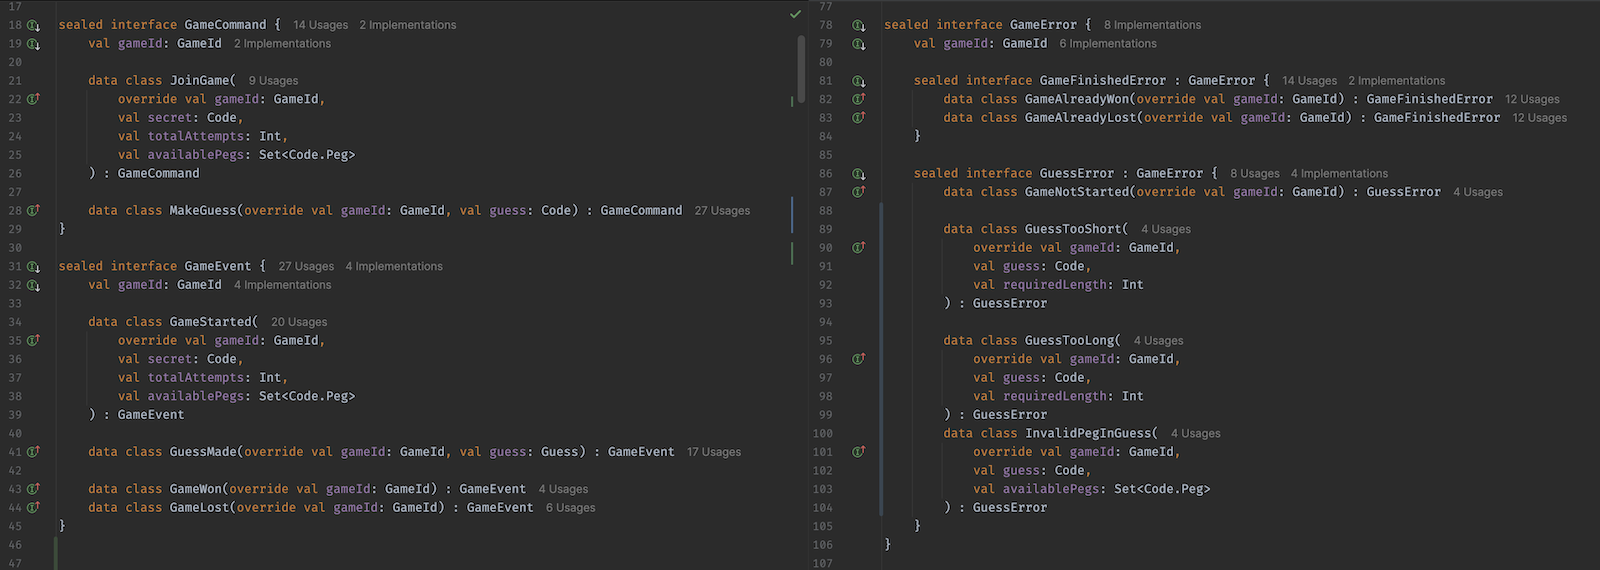 17
18 sealed interface GameCommand { 14 Usages 2 Implementations
19 val gameId: GameId 2 Implementations
20
21 data class JoinGame( 9 Usages
22 override val gameId: GameId,
23 val secret: Code,
24 val totalAttempts: Int,
25 val availablePegs: Set<Code.Peg>
26 ) : GameCommand
27
28 data class MakeGuess(override val gameId: GameId, val guess: Code) : GameCommand 27 Usages
29 }
30
31 sealed interface GameEvent { 27 Usages 4 Implementations
32 val gameId: GameId 4 Implementations
33
34 data class GameStarted( 20 Usages
35 override val gameId: GameId,
36 val secret: Code,
37 val totalAttempts: Int,
38 val availablePegs: Set<Code.Peg>
39 ) : GameEvent
40
41 data class GuessMade(override val gameId: GameId, val guess: Guess) : GameEvent 17 Usages
42
43 data class GameWon(override val gameId: GameId) : GameEvent 4 Usages
44 data class GameLost(override val gameId: GameId) : GameEvent 6 Usages
45 }
46
47
77
78 sealed interface GameError { 8 Implementations
79 val gameId: GameId 6 Implementations
80
81 sealed interface GameFinishedError : GameError { 14 Usages 2 Implementations
82 data class GameAlreadyWon(override val gameId: GameId) : GameFinishedError 12 Usages
83 data class GameAlreadyLost(override val gameId: GameId) : GameFinishedError 12 Usages
84 }
85
86 sealed interface GuessError : GameError { 8 Usages 4 Implementations
87 data class GameNotStarted(override val gameId: GameId) : GuessError 4 Usages
88
89 data class GuessTooShort( 4 Usages
90 override val gameId: GameId,
91 val guess: Code,
92 val requiredLength: Int
93 ) : GuessError
94
95 data class GuessTooLong( 4 Usages
96 override val gameId: GameId,
97 val guess: Code,
98 val requiredLength: Int
99 ) : GuessError
100 data class InvalidPegInGuess( 4 Usages
101 override val gameId: GameId,
102 val guess: Code,
103 val availablePegs: Set<Code.Peg>
104 ) : GuessError
105 }
106 }
107